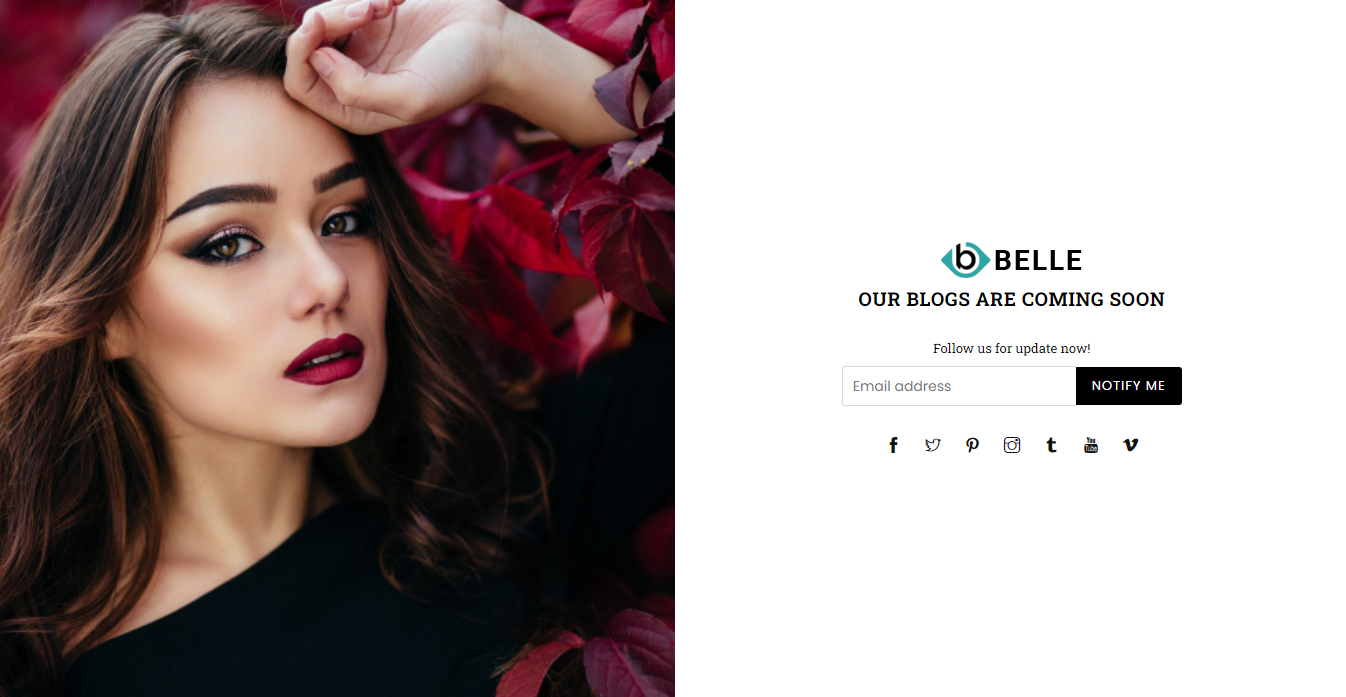 b BELLE
OUR BLOGS ARE COMING SOON
Follow us for update now!
Email address
NOTIFY ME
f t You Tube v